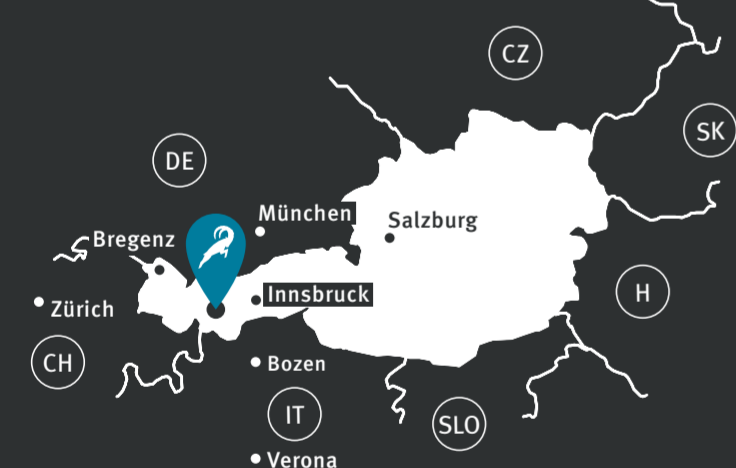 CZ
SK
DE
München
Salzburg
Bregenz
Innsbruck
H
Zürich
CH
Bozen
IT
SLO
Verona